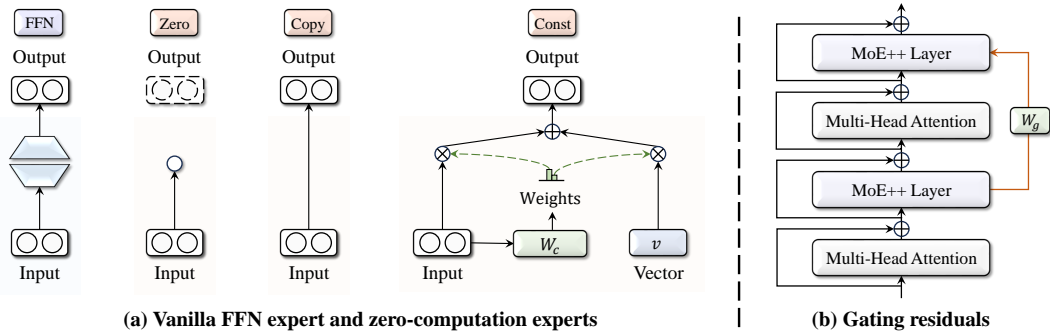 FFN
Output
Input
Zero
Output
Input
Copy
Output
Input
Const
Output
Weights
W_c
v
Input
Vector
(a) Vanilla FFN expert and zero-computation experts
MoE++ Layer
Multi-Head Attention
W_g
MoE++ Layer
Multi-Head Attention
(b) Gating residuals